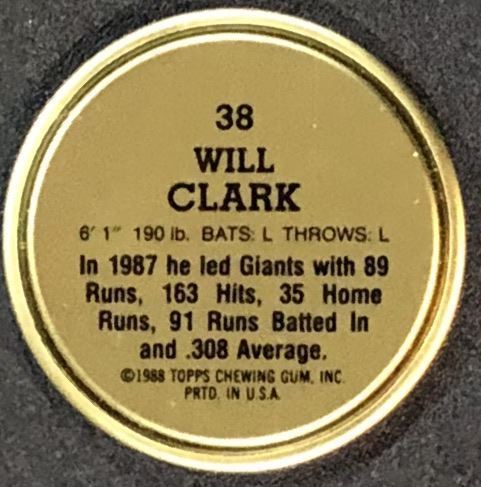 38
WILL
CLARK
6' 1" 190 lb. BATS: L THROWS: L
In 1987 he led Giants with 89
Runs, 163 Hits, 35 Home
Runs, 91 Runs Batted In
and .308 Average.
©1988 TOPPS CHEWING GUM, INC.
PRTD. IN U.S.A.